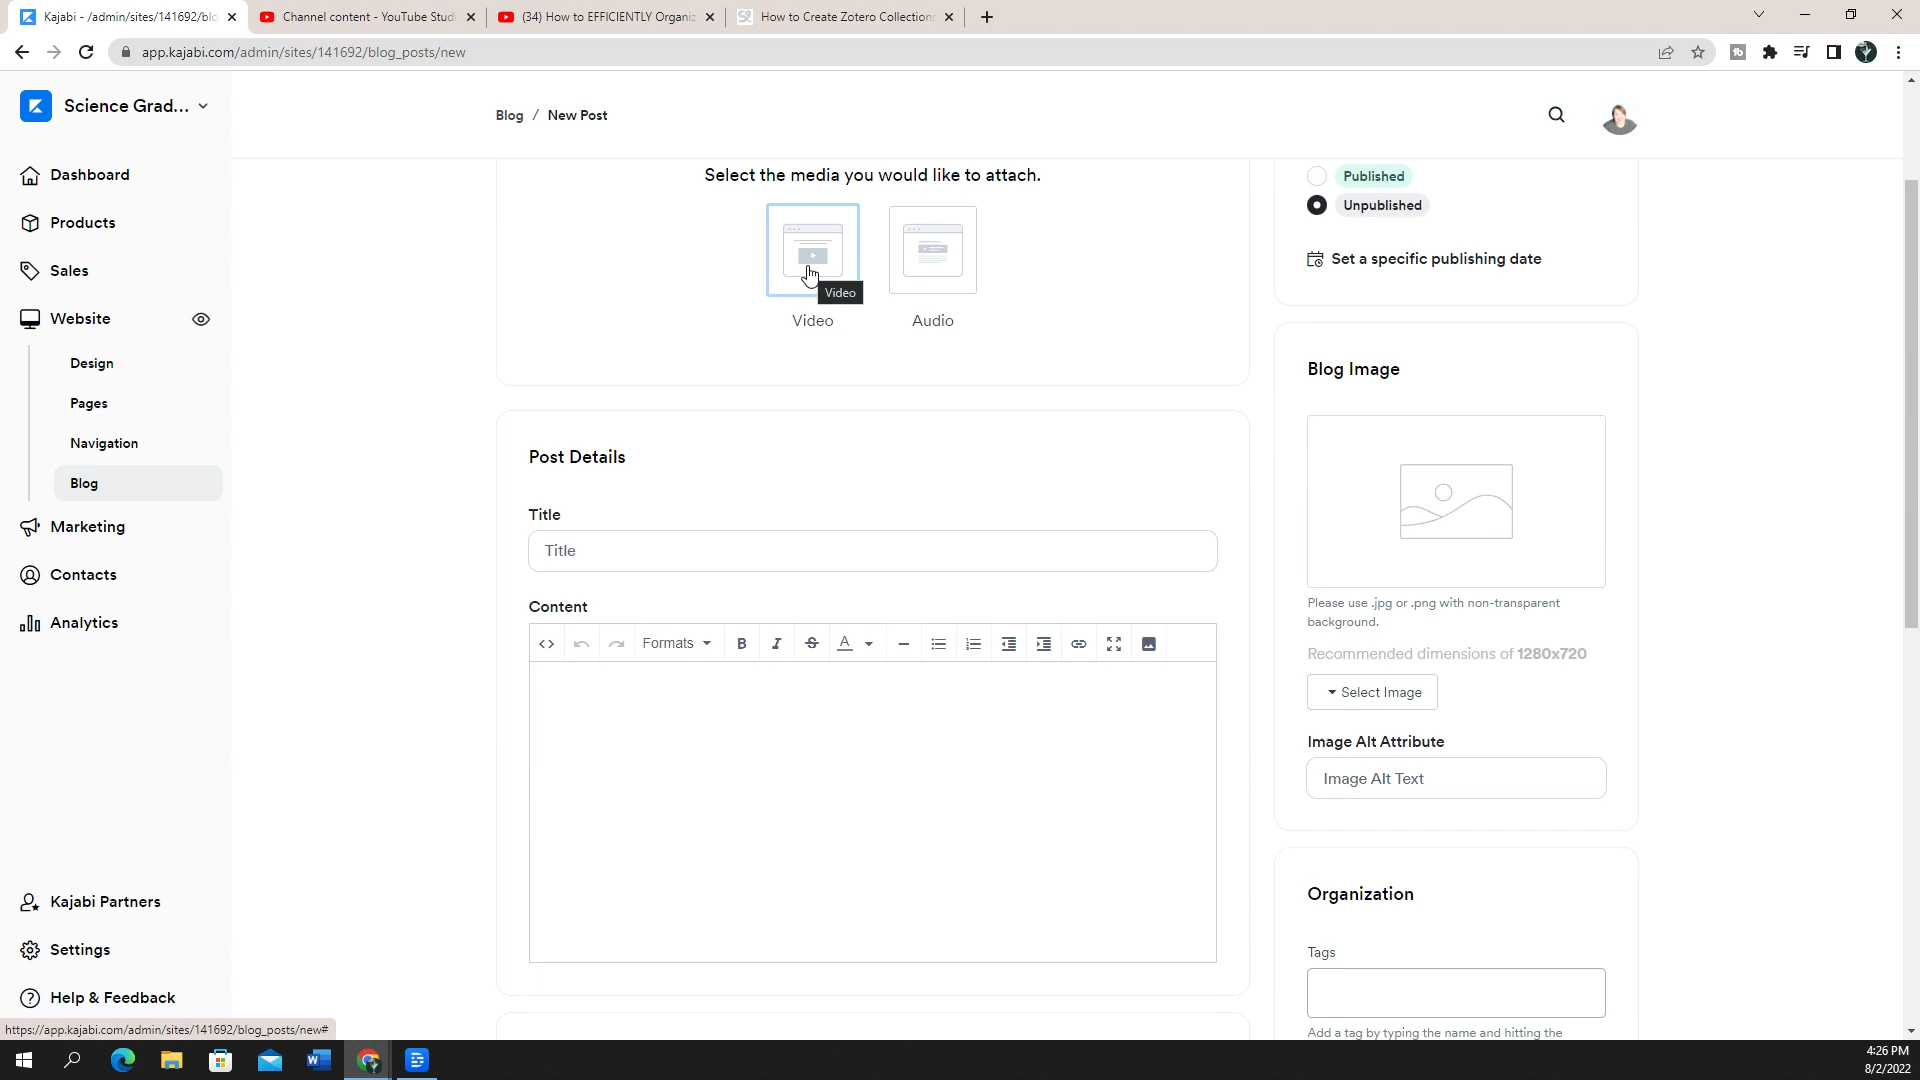 Kajabi - /admin/sites/141692/blo
Channel content - YouTube Studi
(34) How to EFFICIENTLY Organiz
How to Create Zotero Collections
app.kajabi.com/admin/sites/141692/blog_posts/new
Science Grad...
Blog / New Post
Dashboard
Products
Sales
Website
Design
Pages
Navigation
Blog
Marketing
Contacts
Analytics
Kajabi Partners
Settings
Help & Feedback
Select the media you would like to attach.
Video
Video
Audio
Post Details
Title
Title
Content
Formats
B
I
S
A
Published
Unpublished
Set a specific publishing date
Blog Image
Please use .jpg or .png with non-transparent
background.
Recommended dimensions of 1280x720
Select Image
Image Alt Attribute
Image Alt Text
Organization
Tags
Add a tag by typing the name and hitting the
https://app.kajabi.com/admin/sites/141692/blog_posts/new#
4:26 PM
8/2/2022